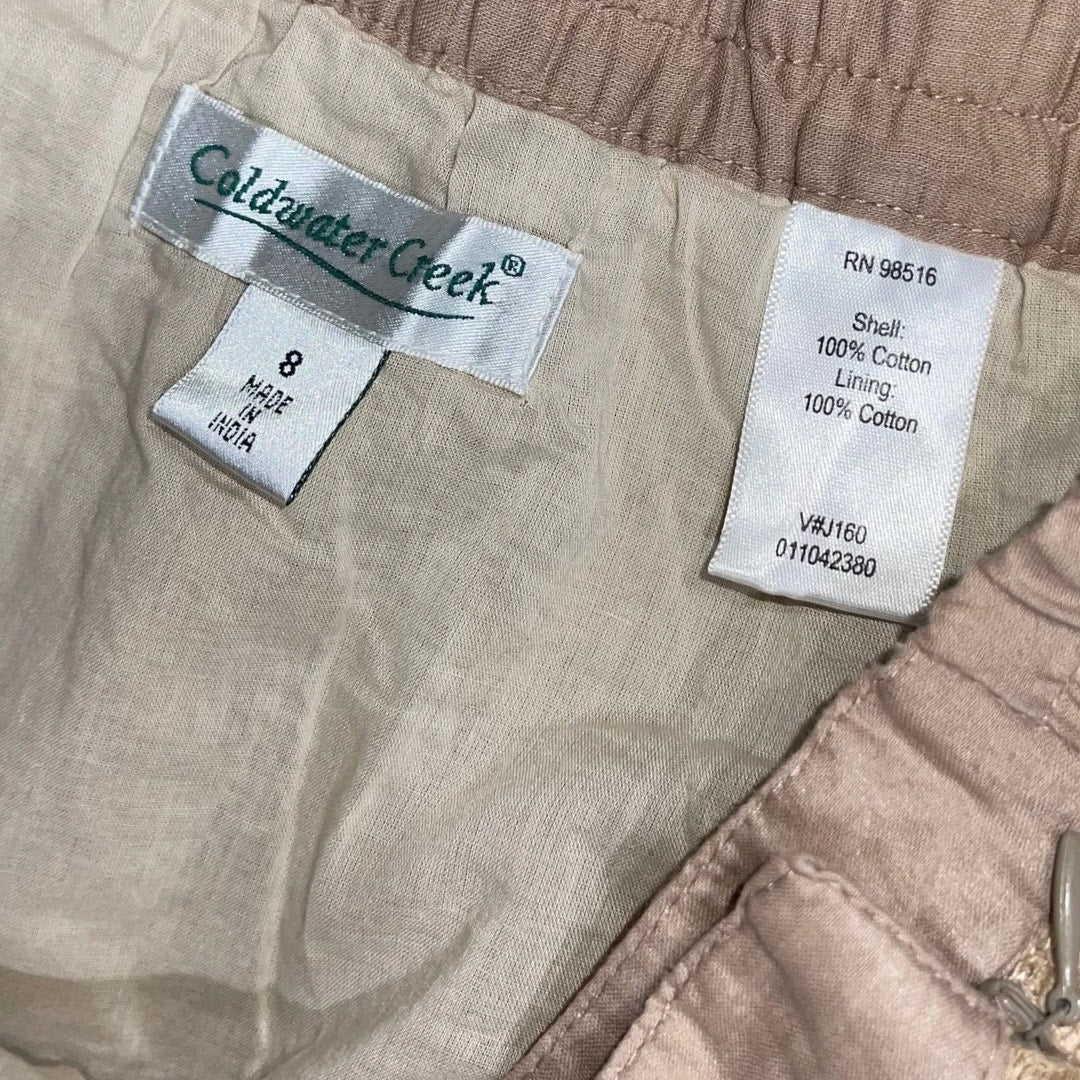 Coldwater Creek®
8
MADE
IN
INDIA
RN 98516
Shell:
100% Cotton
Lining:
100% Cotton
V#J160
011042380